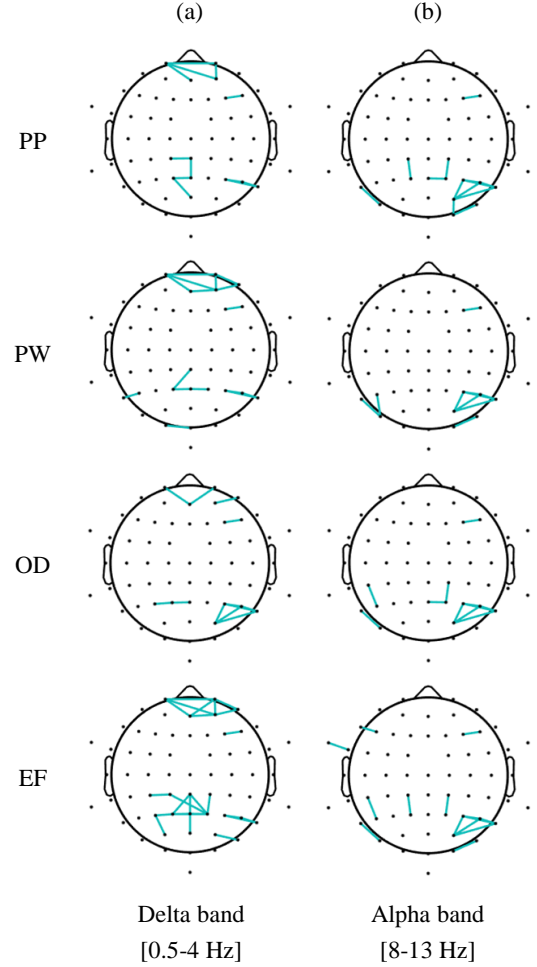 (a) (b)
PP
PW
OD
EF
Delta band Alpha band
[0.5-4 Hz] [8-13 Hz]